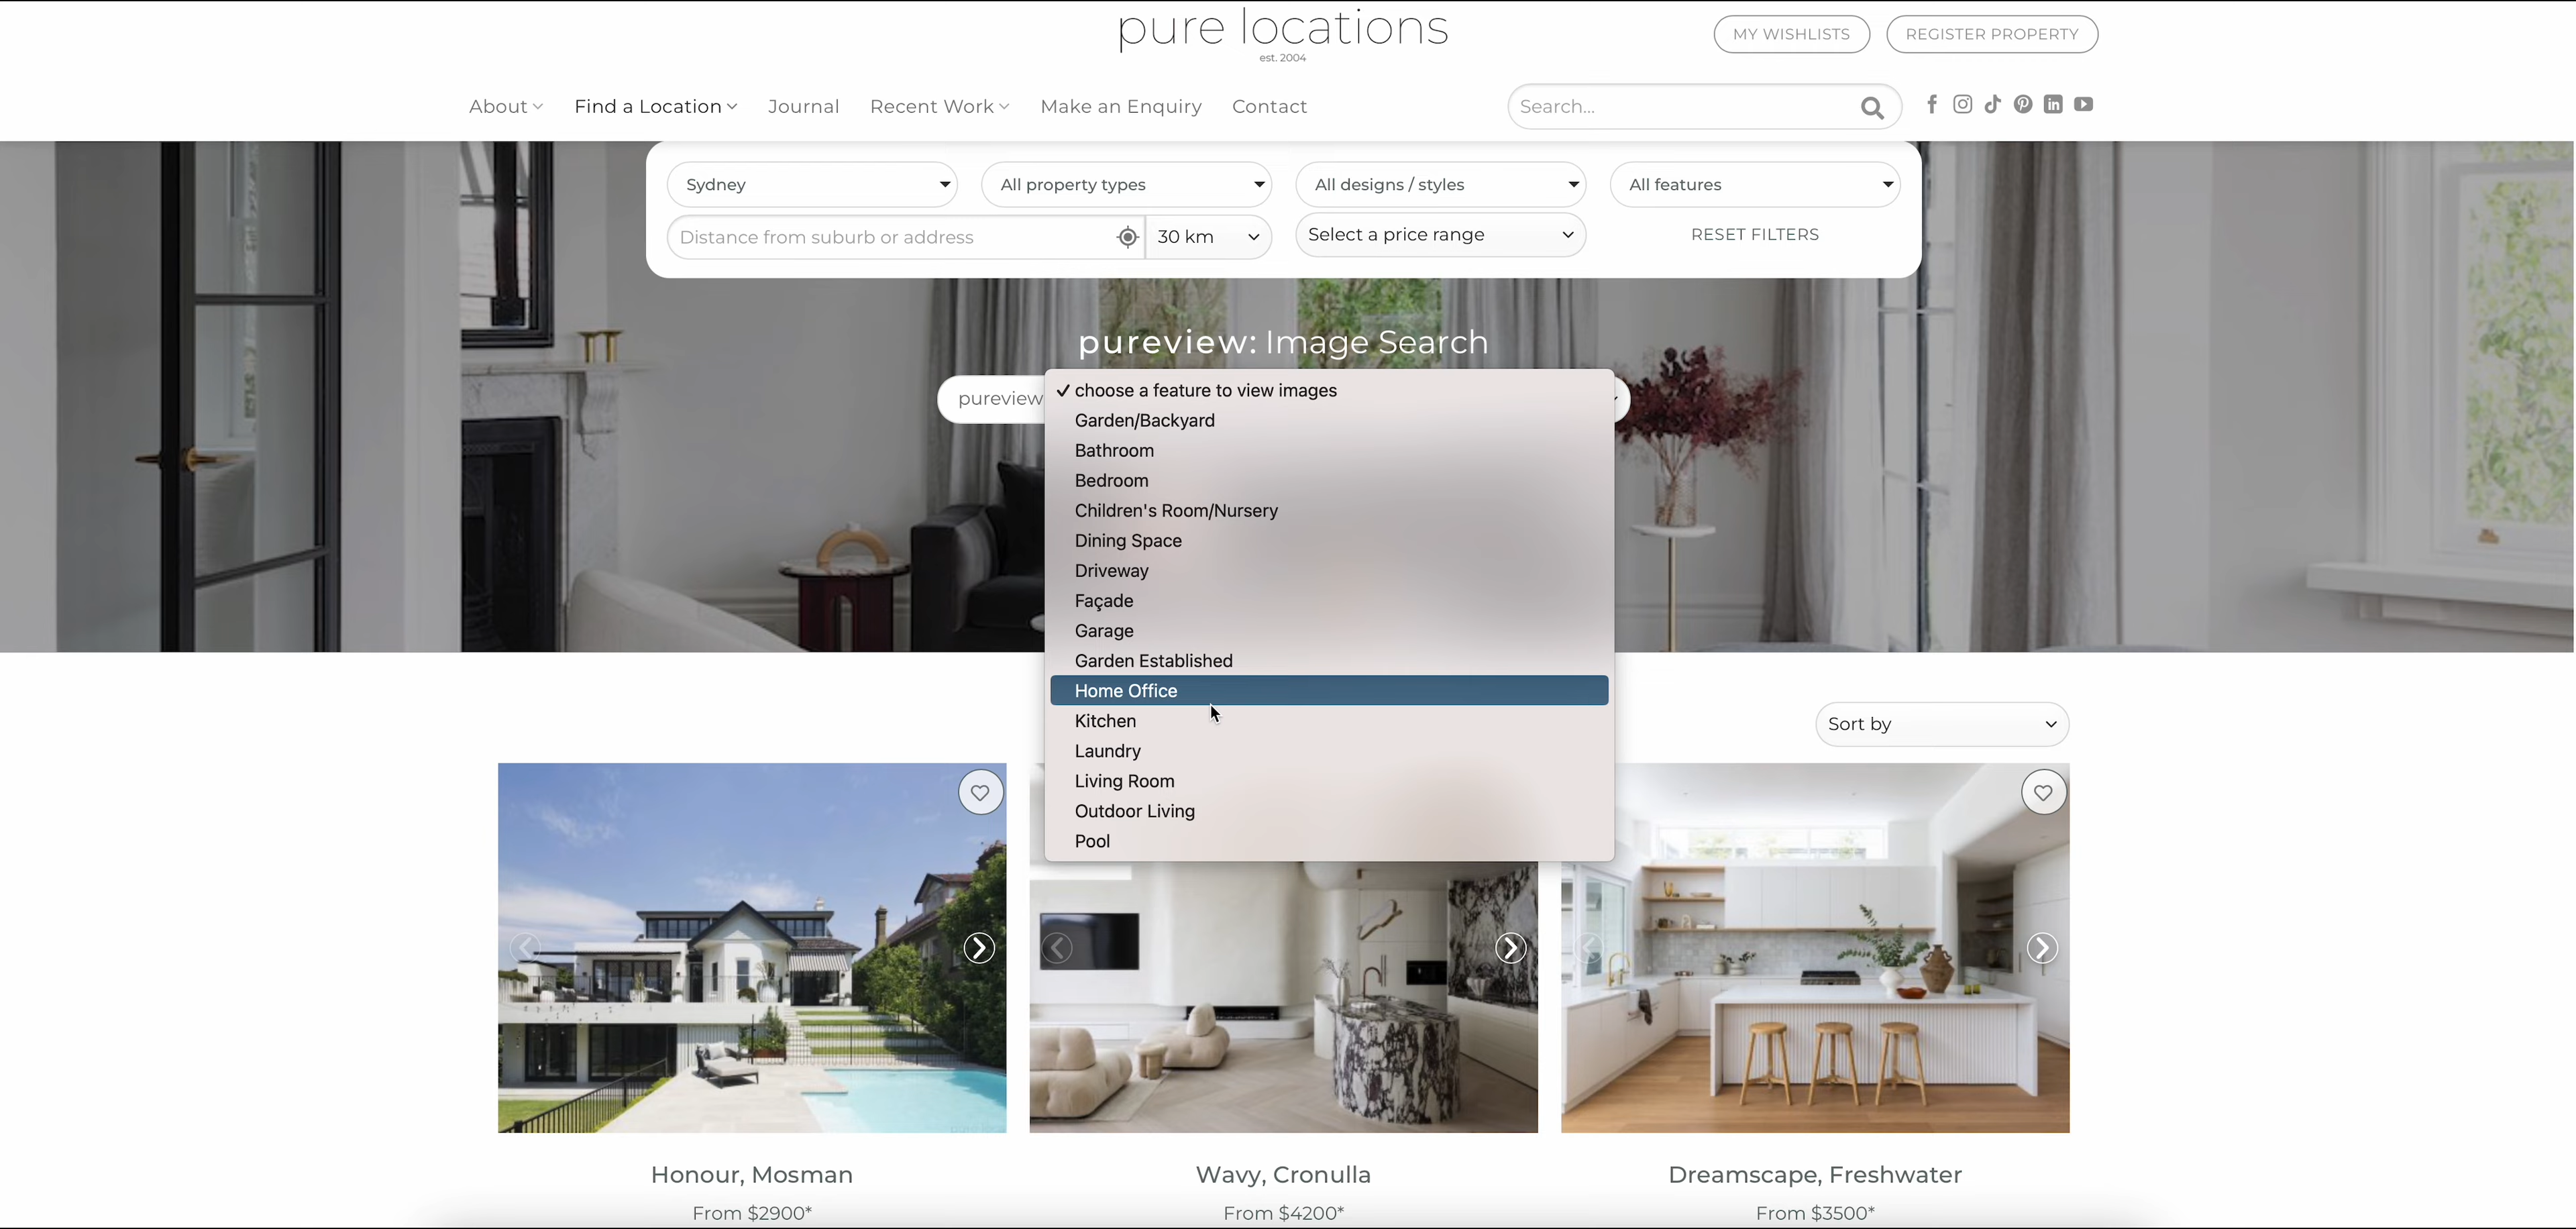 pure locations
est. 2004
MY WISHLISTS
REGISTER PROPERTY
About
Find a Location
Journal
Recent Work
Make an Enquiry
Contact
Search...
Sydney
All property types
All designs / styles
All features
Distance from suburb or address
30 km
Select a price range
RESET FILTERS
pureview: Image Search
pureview
✓ choose a feature to view images
Garden/Backyard
Bathroom
Bedroom
Children's Room/Nursery
Dining Space
Driveway
Façade
Garage
Garden Established
Home Office
Kitchen
Laundry
Living Room
Outdoor Living
Pool
Sort by
Honour, Mosman
From $2900*
Wavy, Cronulla
From $4200*
Dreamscape, Freshwater
From $3500*